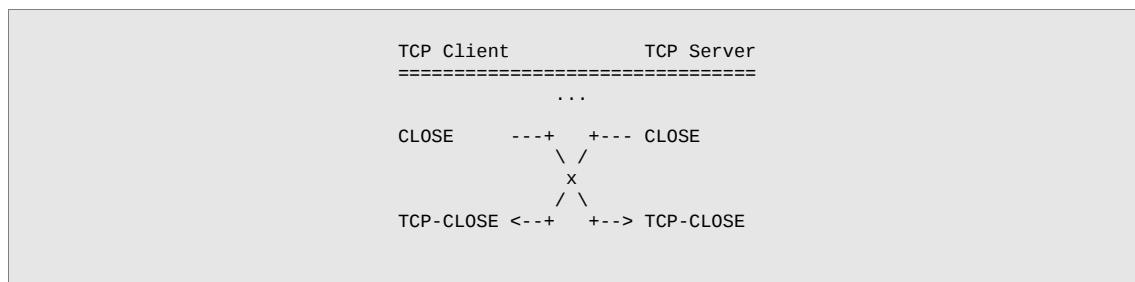 TCP Client            TCP Server
================================
              ...
CLOSE      ---+   +--- CLOSE
               \ /
                x
               / \
TCP-CLOSE <--+   +--> TCP-CLOSE